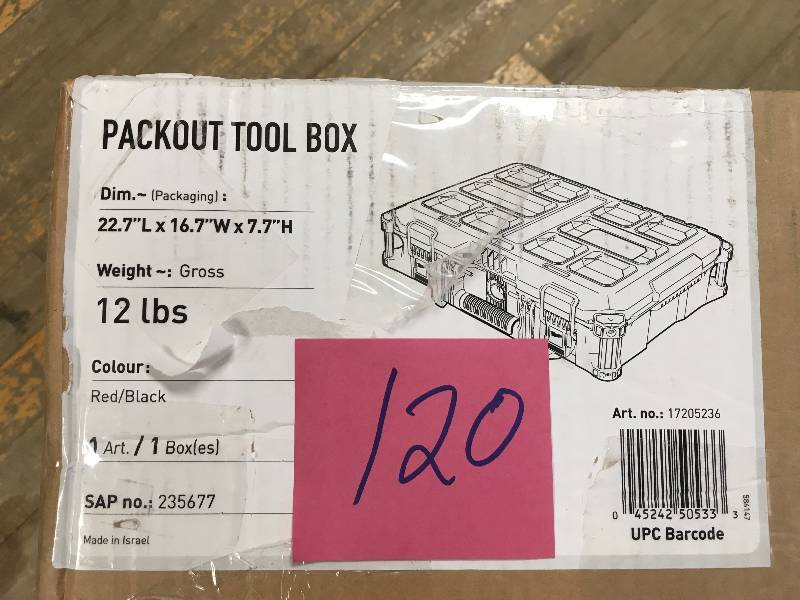 PACKOUT TOOL BOX
Dim.~ (Packaging) :
22.7"L x 16.7"W x 7.7"H
Weight ~: Gross
12 lbs
Colour:
Red/Black
1 Art. / 1 Box(es)
SAP no.: 235677
Made in Israel
120
Art. no.: 17205236
0 45242 50533 3
586147
UPC Barcode